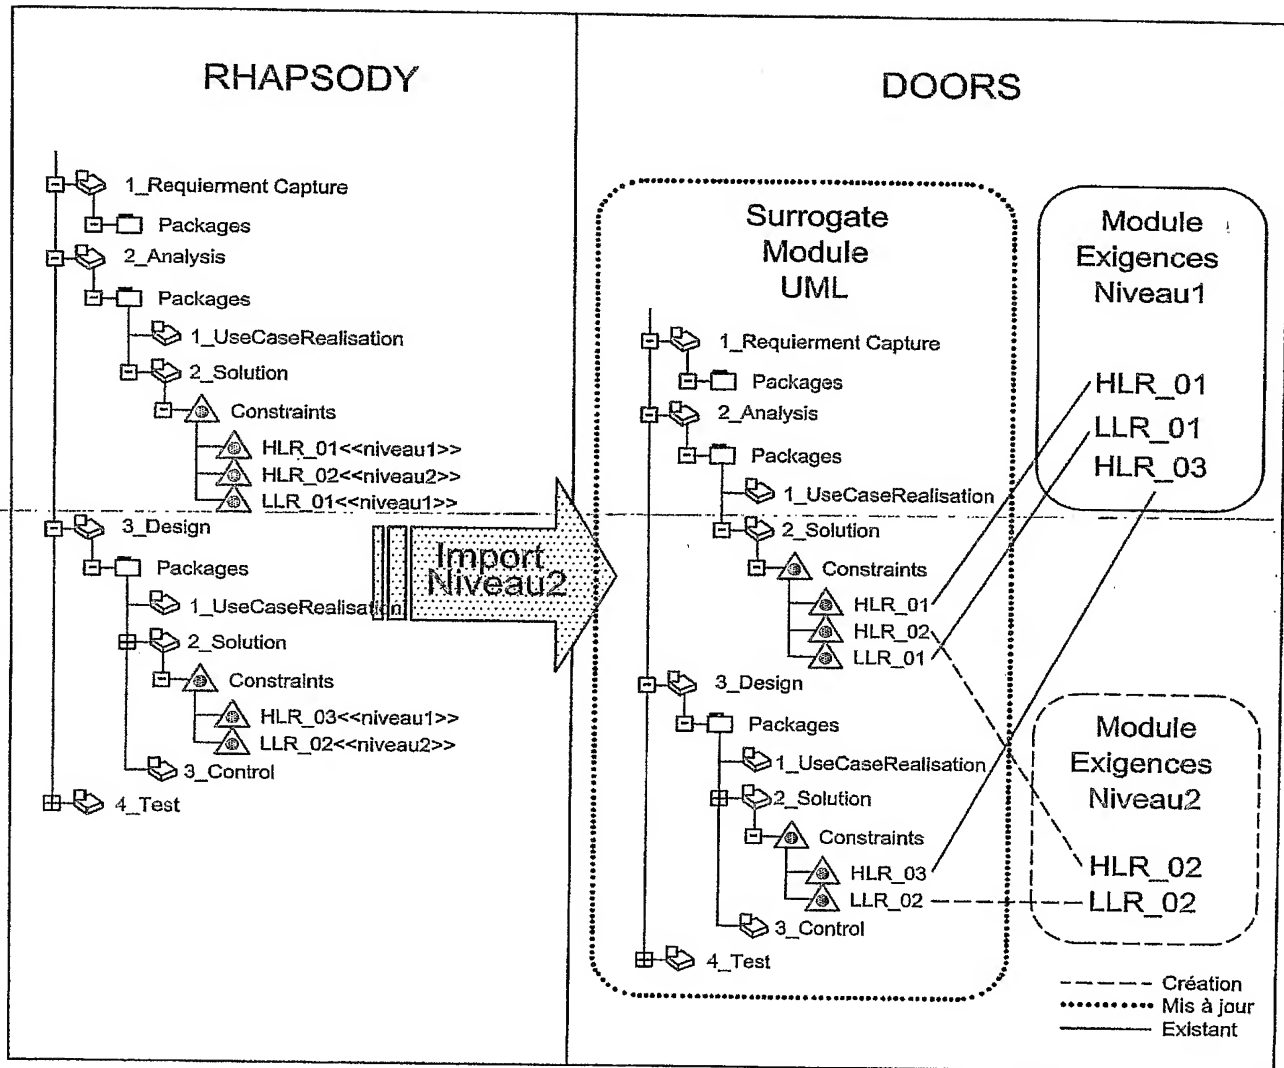 RHAPSODY
1_Requierment Capture
Packages
2_Analysis
Packages
1_UseCaseRealisation
2_Solution
Constraints
HLR_01<<niveau1>>
HLR_02<<niveau2>>
LLR_01<<niveau1>>
3_Design
Packages
1_UseCaseRealisation
2_Solution
Constraints
HLR_03<<niveau1>>
LLR_02<<niveau2>>
3_Control
4_Test
Import
Niveau2
DOORS
Surrogate
Module
UML
1_Requierment Capture
Packages
2_Analysis
Packages
1_UseCaseRealisation
2_Solution
Constraints
HLR_01
HLR_02
LLR_01
3_Design
Packages
1_UseCaseRealisation
2_Solution
Constraints
HLR_03
LLR_02
3_Control
4_Test
Module
Exigences
Niveau1
HLR_01
LLR_01
HLR_03
Module
Exigences
Niveau2
HLR_02
LLR_02
Création
Mis à jour
Existant